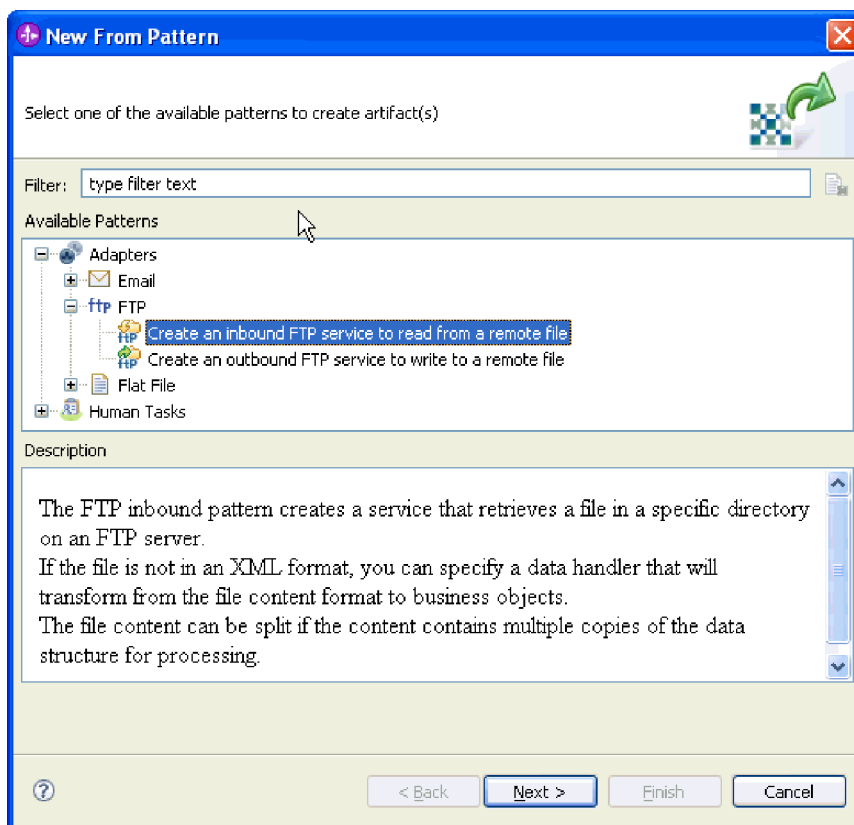 New From Pattern
Select one of the available patterns to create artifact(s)
Filter: type filter text
Available Patterns
Adapters
Email
ftp FTP
FTP Create an inbound FTP service to read from a remote file
FTP Create an outbound FTP service to write to a remote file
Flat File
Human Tasks
Description
The FTP inbound pattern creates a service that retrieves a file in a specific directory
on an FTP server.
If the file is not in an XML format, you can specify a data handler that will
transform from the file content format to business objects.
The file content can be split if the content contains multiple copies of the data
structure for processing.
? < Back Next > Finish Cancel